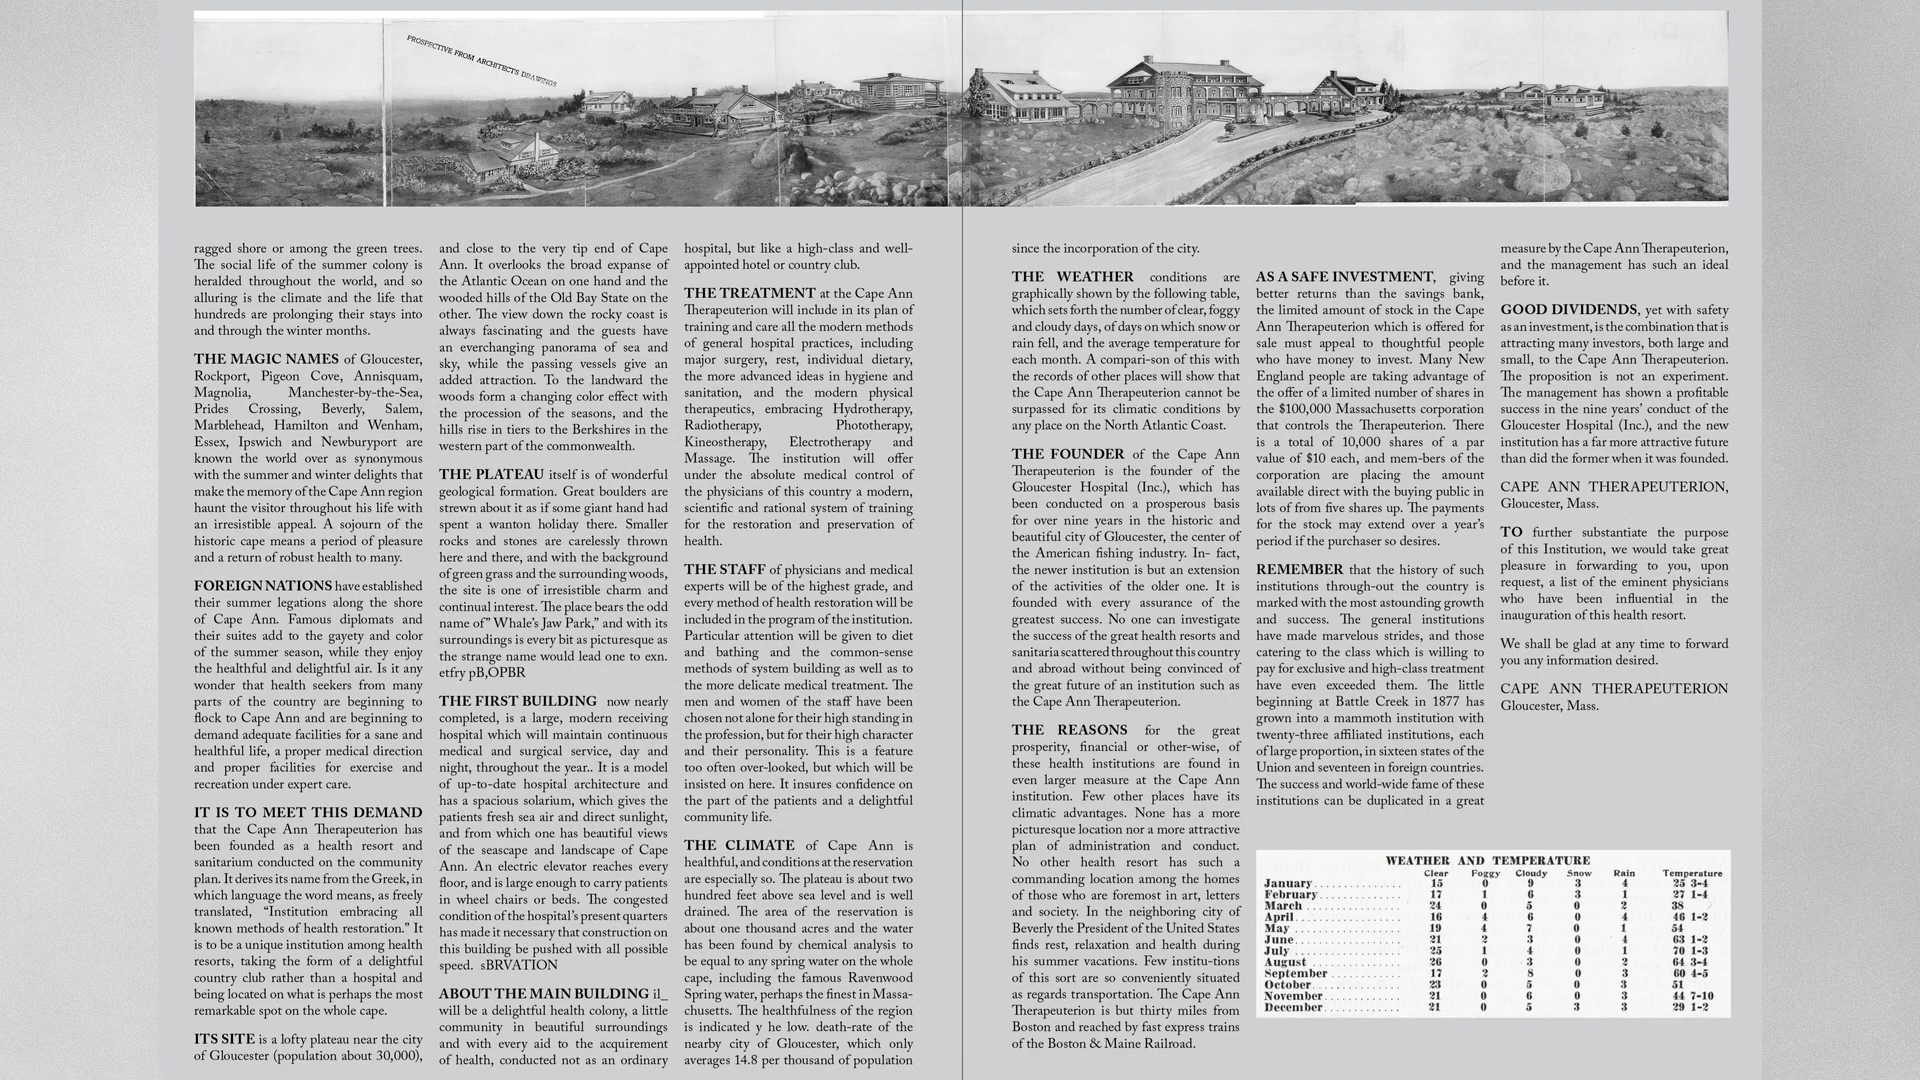 PROSPECTIVE FROM ARCHITECTS DRAWINGS
ragged shore or among the green trees.
The social life of the summer colony is
heralded throughout the world, and so
alluring is the climate and the life that
hundreds are prolonging their stays into
and through the winter months.
THE MAGIC NAMES of Gloucester,
Rockport, Pigeon Cove, Annisquam,
Magnolia, Manchester-by-the-Sea,
Prides Crossing, Beverly, Salem,
Marblehead, Hamilton and Wenham,
Essex, Ipswich and Newburyport are
known the world over as synonymous
with the summer and winter delights that
make the memory of the Cape Ann region
haunt the visitor throughout his life with
an irresistible appeal. A sojourn of the
historic cape means a period of pleasure
and a return of robust health to many.
FOREIGN NATIONS have established
their summer legations along the shore
of Cape Ann. Famous diplomats and
their suites add to the gayety and color
of the summer season, while they enjoy
the healthful and delightful air. Is it any
wonder that health seekers from many
parts of the country are beginning to
flock to Cape Ann and are beginning to
demand adequate facilities for a sane and
healthful life, a proper medical direction
and proper facilities for exercise and
recreation under expert care.
IT IS TO MEET THIS DEMAND
that the Cape Ann Therapeuterion has
been founded as a health resort and
sanitarium conducted on the community
plan. It derives its name from the Greek, in
which language the word means, as freely
translated, “Institution embracing all
known methods of health restoration.” It
is to be a unique institution among health
resorts, taking the form of a delightful
country club rather than a hospital and
being located on what is perhaps the most
remarkable spot on the whole cape.
ITS SITE is a lofty plateau near the city
of Gloucester (population about 30,000),
and close to the very tip end of Cape
Ann. It overlooks the broad expanse of
the Atlantic Ocean on one hand and the
wooded hills of the Old Bay State on the
other. The view down the rocky coast is
always fascinating and the guests have
an everchanging panorama of sea and
sky, while the passing vessels give an
added attraction. To the landward the
woods form a changing color effect with
the procession of the seasons, and the
hills rise in tiers to the Berkshires in the
western part of the commonwealth.
THE PLATEAU itself is of wonderful
geological formation. Great boulders are
strewn about it as if some giant hand had
spent a wanton holiday there. Smaller
rocks and stones are carelessly thrown
here and there, and with the background
of green grass and the surrounding woods,
the site is one of irresistible charm and
continual interest. The place bears the odd
name of” Whale’s Jaw Park,” and with its
surroundings is every bit as picturesque as
the strange name would lead one to exn.
etfry pB,OPBR
THE FIRST BUILDING now nearly
completed, is a large, modern receiving
hospital which will maintain continuous
medical and surgical service, day and
night, throughout the year.. It is a model
of up-to-date hospital architecture and
has a spacious solarium, which gives the
patients fresh sea air and direct sunlight,
and from which one has beautiful views
of the seascape and landscape of Cape
Ann. An electric elevator reaches every
floor, and is large enough to carry patients
in wheel chairs or beds. The congested
condition of the hospital’s present quarters
has made it necessary that construction on
this building be pushed with all possible
speed. sBRVATION
ABOUT THE MAIN BUILDING il_
will be a delightful health colony, a little
community in beautiful surroundings
and with every aid to the acquirement
of health, conducted not as an ordinary
hospital, but like a high-class and well-
appointed hotel or country club.
THE TREATMENT at the Cape Ann
Therapeuterion will include in its plan of
training and care all the modern methods
of general hospital practices, including
major surgery, rest, individual dietary,
the more advanced ideas in hygiene and
sanitation, and the modern physical
therapeutics, embracing Hydrotherapy,
Radiotherapy, Phototherapy,
Kineostherapy, Electrotherapy and
Massage. The institution will offer
under the absolute medical control of
the physicians of this country a modern,
scientific and rational system of training
for the restoration and preservation of
health.
THE STAFF of physicians and medical
experts will be of the highest grade, and
every method of health restoration will be
included in the program of the institution.
Particular attention will be given to diet
and bathing and the common-sense
methods of system building as well as to
the more delicate medical treatment. The
men and women of the staff have been
chosen not alone for their high standing in
the profession, but for their high character
and their personality. This is a feature
too often over-looked, but which will be
insisted on here. It insures confidence on
the part of the patients and a delightful
community life.
THE CLIMATE of Cape Ann is
healthful, and conditions at the reservation
are especially so. The plateau is about two
hundred feet above sea level and is well
drained. The area of the reservation is
about one thousand acres and the water
has been found by chemical analysis to
be equal to any spring water on the whole
cape, including the famous Ravenwood
Spring water, perhaps the finest in Massa-
chusetts. The healthfulness of the region
is indicated y he low. death-rate of the
nearby city of Gloucester, which only
averages 14.8 per thousand of population
since the incorporation of the city.
THE WEATHER conditions are
graphically shown by the following table,
which sets forth the number of clear, foggy
and cloudy days, of days on which snow or
rain fell, and the average temperature for
each month. A compari-son of this with
the records of other places will show that
the Cape Ann Therapeuterion cannot be
surpassed for its climatic conditions by
any place on the North Atlantic Coast.
THE FOUNDER of the Cape Ann
Therapeuterion is the founder of the
Gloucester Hospital (Inc.), which has
been conducted on a prosperous basis
for over nine years in the historic and
beautiful city of Gloucester, the center of
the American fishing industry. In- fact,
the newer institution is but an extension
of the activities of the older one. It is
founded with every assurance of the
greatest success. No one can investigate
the success of the great health resorts and
sanitaria scattered throughout this country
and abroad without being convinced of
the great future of an institution such as
the Cape Ann Therapeuterion.
THE REASONS for the great
prosperity, financial or other-wise, of
these health institutions are found in
even larger measure at the Cape Ann
institution. Few other places have its
climatic advantages. None has a more
picturesque location nor a more attractive
plan of administration and conduct.
No other health resort has such a
commanding location among the homes
of those who are foremost in art, letters
and society. In the neighboring city of
Beverly the President of the United States
finds rest, relaxation and health during
his summer vacations. Few institu-tions
of this sort are so conveniently situated
as regards transportation. The Cape Ann
Therapeuterion is but thirty miles from
Boston and reached by fast express trains
of the Boston & Maine Railroad.
AS A SAFE INVESTMENT, giving
better returns than the savings bank,
the limited amount of stock in the Cape
Ann Therapeuterion which is offered for
sale must appeal to thoughtful people
who have money to invest. Many New
England people are taking advantage of
the offer of a limited number of shares in
the $100,000 Massachusetts corporation
that controls the Therapeuterion. There
is a total of 10,000 shares of a par
value of $10 each, and mem-bers of the
corporation are placing the amount
available direct with the buying public in
lots of from five shares up. The payments
for the stock may extend over a year’s
period if the purchaser so desires.
REMEMBER that the history of such
institutions through-out the country is
marked with the most astounding growth
and success. The general institutions
have made marvelous strides, and those
catering to the class which is willing to
pay for exclusive and high-class treatment
have even exceeded them. The little
beginning at Battle Creek in 1877 has
grown into a mammoth institution with
twenty-three affiliated institutions, each
of large proportion, in sixteen states of the
Union and seventeen in foreign countries.
The success and world-wide fame of these
institutions can be duplicated in a great
measure by the Cape Ann Therapeuterion,
and the management has such an ideal
before it.
GOOD DIVIDENDS, yet with safety
as an investment, is the combination that is
attracting many investors, both large and
small, to the Cape Ann Therapeuterion.
The proposition is not an experiment.
The management has shown a profitable
success in the nine years’ conduct of the
Gloucester Hospital (Inc.), and the new
institution has a far more attractive future
than did the former when it was founded.
CAPE ANN THERAPEUTERION,
Gloucester, Mass.
TO further substantiate the purpose
of this Institution, we would take great
pleasure in forwarding to you, upon
request, a list of the eminent physicians
who have been influential in the
inauguration of this health resort.
We shall be glad at any time to forward
you any information desired.
CAPE ANN THERAPEUTERION
Gloucester, Mass.
WEATHER AND TEMPERATURE
Clear Foggy Cloudy Snow Rain Temperature
January 15 0 9 3 4 25 3-4
February 17 1 6 3 1 27 1-4
March 24 0 5 0 2 38
April 16 4 6 0 4 46 1-2
May 19 4 7 0 1 54
June 21 2 3 0 4 63 1-2
July 25 1 4 0 1 70 1-3
August 26 0 3 0 2 64 3-4
September 17 2 8 0 3 60 4-5
October 23 0 5 0 3 51
November 21 0 6 0 3 44 7-10
December 21 0 5 3 3 29 1-2